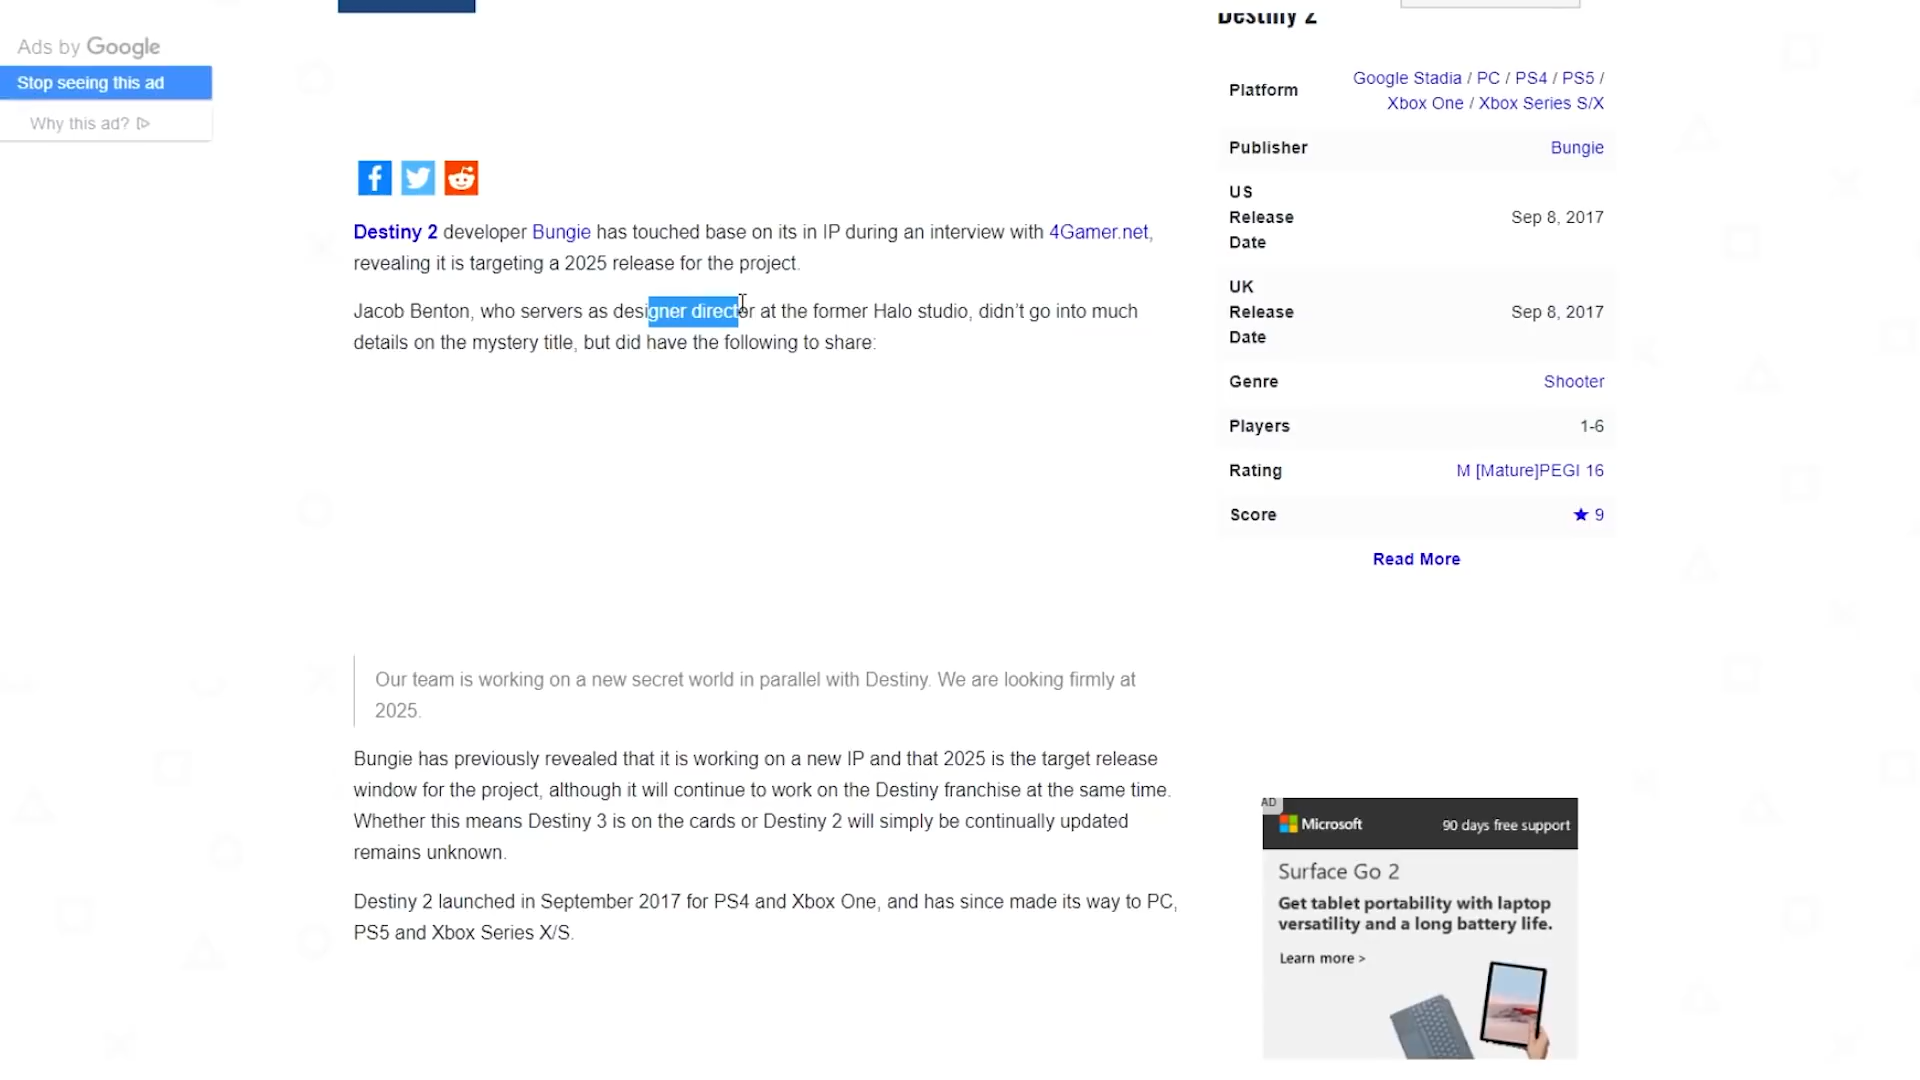 Destiny 2
Ads by Google
Stop seeing this ad
Why this ad?
Platform
Google Stadia / PC / PS4 / PS5 /
Xbox One / Xbox Series S/X
Publisher
Bungie
US
Release
Date
Sep 8, 2017
UK
Release
Date
Sep 8, 2017
Genre
Shooter
Players
1-6
Rating
M [Mature]PEGI 16
Score
★ 9
Read More
Destiny 2 developer Bungie has touched base on its in IP during an interview with 4Gamer.net,
revealing it is targeting a 2025 release for the project.
Jacob Benton, who servers as designer director at the former Halo studio, didn’t go into much
details on the mystery title, but did have the following to share:
Our team is working on a new secret world in parallel with Destiny. We are looking firmly at
2025.
Bungie has previously revealed that it is working on a new IP and that 2025 is the target release
window for the project, although it will continue to work on the Destiny franchise at the same time.
Whether this means Destiny 3 is on the cards or Destiny 2 will simply be continually updated
remains unknown.
Destiny 2 launched in September 2017 for PS4 and Xbox One, and has since made its way to PC,
PS5 and Xbox Series X/S.
AD
Microsoft
90 days free support
Surface Go 2
Get tablet portability with laptop
versatility and a long battery life.
Learn more >